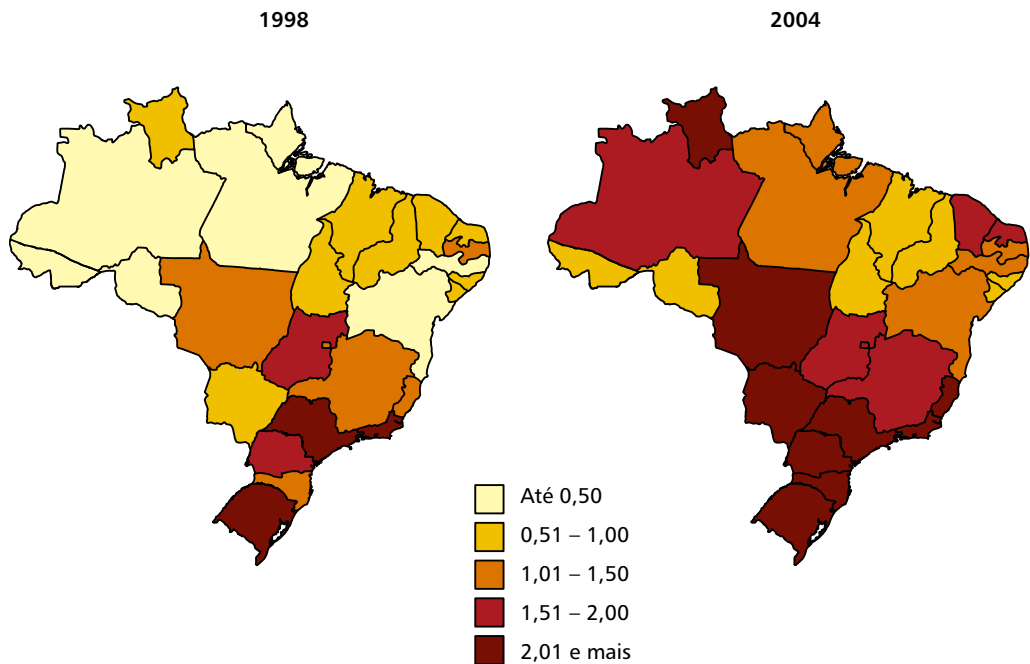 1998
2004
Até 0,50
0,51 – 1,00
1,01 – 1,50
1,51 – 2,00
2,01 e mais